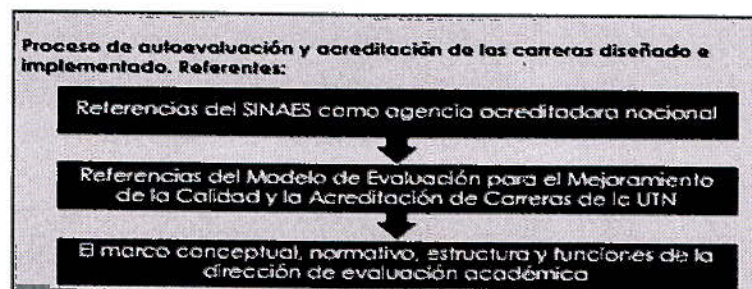 Proceso de autoevaluación y acreditación de las carreras diseñado e
implementado. Referentes:
Referencias del SINAES como agencia acreditadora nacional
Referencias del Modelo de Evaluación para el Mejoramiento
de la Calidad y la Acreditación de Carreras de la UTN
El marco conceptual, normativo, estructura y funciones de la
dirección de evaluación académica